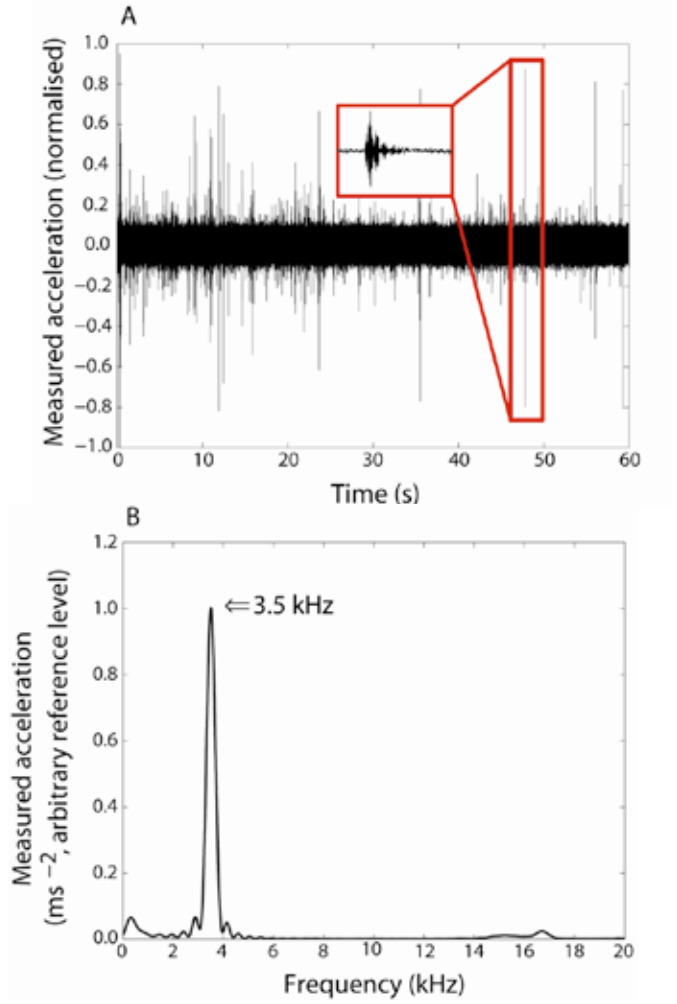 A
Measured acceleration (normalised)
1.0
0.8
0.6
0.4
0.2
0.0
−0.2
−0.4
−0.6
−0.8
−1.0
0 10 20 30 40 50 60
Time (s)
B
Measured acceleration
(ms −2, arbitrary reference level)
1.2
1.0
0.8
0.6
0.4
0.2
0.0
⇐3.5 kHz
0 2 4 6 8 10 12 14 16 18 20
Frequency (kHz)